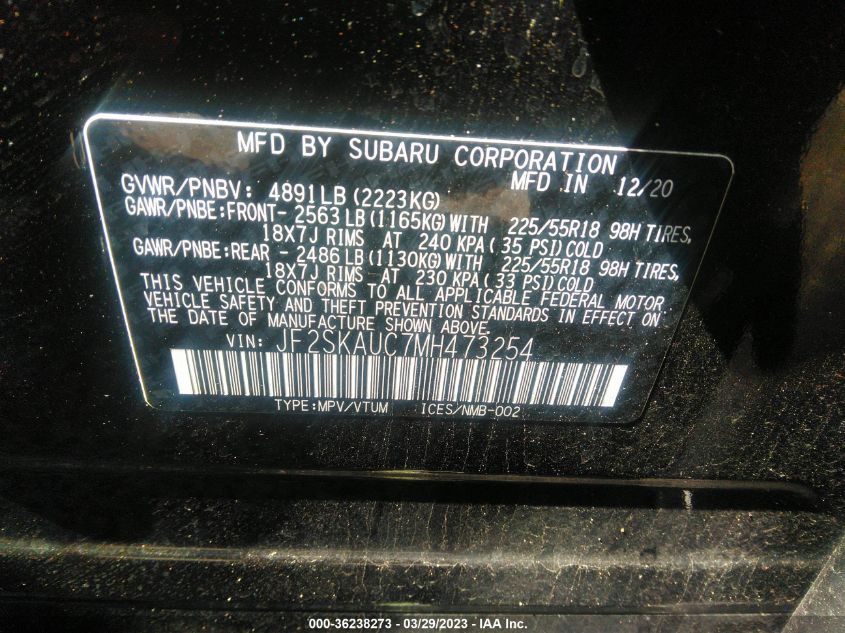 MFD BY SUBARU CORPORATION
MFD IN 12/20
GVWR/PNBV: 4891LB (2223KG)
GAWR/PNBE:FRONT- 2563 LB (1165KG) WITH 225/55R18 98H TIRES,
18X7J RIMS AT 240 KPA ( 35 PSI) COLD
GAWR/PNBE:REAR - 2486 LB (1130KG) WITH 225/55R18 98H TIRES,
18X7J RIMS AT 230 KPA ( 33 PSI) COLD
THIS VEHICLE CONFORMS TO ALL APPLICABLE FEDERAL MOTOR
VEHICLE SAFETY AND THEFT PREVENTION STANDARDS IN EFFECT ON
THE DATE OF MANUFACTURE SHOWN ABOVE.
VIN: JF2SKAUC7MH473254
TYPE:MPV/VTUM ICES/NMB-002
000-36238273 - 03/29/2023 - IAA Inc.